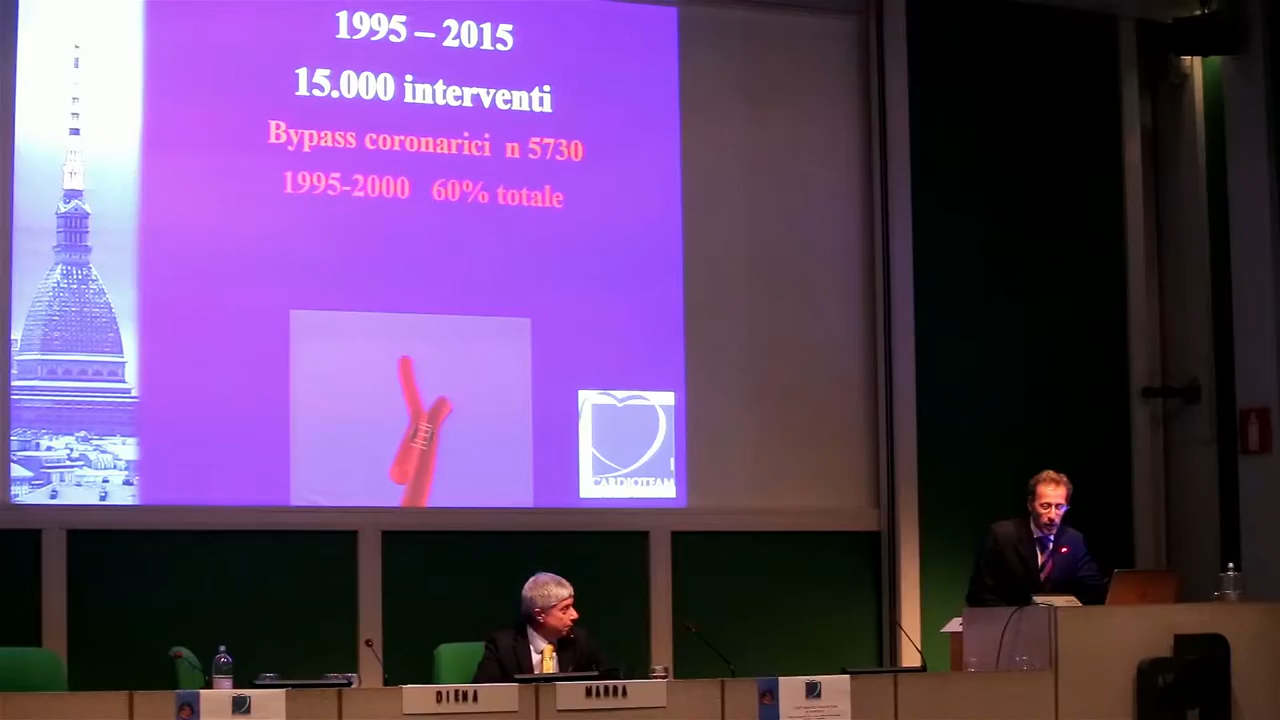 1995 – 2015
15.000 interventi
Bypass coronarici n 5730
1995-2000 60% totale
CARDIOTEAM
DIENA
MARRA